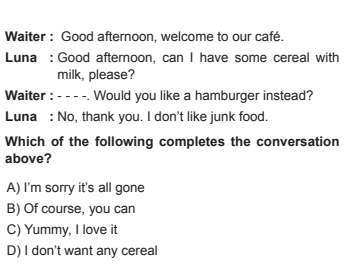 Waiter : Good afternoon, welcome to our café.
Luna : Good afternoon, can I have some cereal with
milk, please?
Waiter : - - - -. Would you like a hamburger instead?
Luna : No, thank you. I don't like junk food.
Which of the following completes the conversation
above?
A) I'm sorry it's all gone
B) Of course, you can
C) Yummy, I love it
D) I don't want any cereal